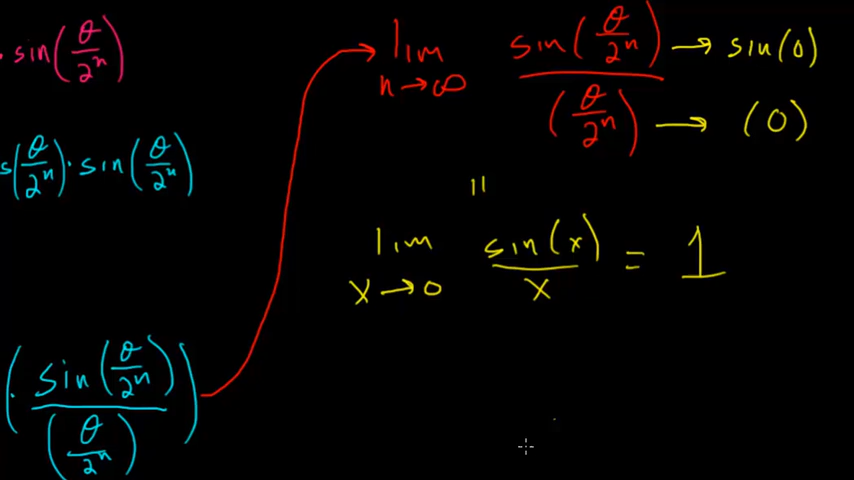 · sin(θ/2ⁿ)
s(θ/2ⁿ) · sin(θ/2ⁿ)
(· sin(θ/2ⁿ) / (θ/2ⁿ))
lim n→∞ sin(θ/2ⁿ) / (θ/2ⁿ)
→ sin(0)
→ (0)
"
lim x→0 sin(x)/x = 1